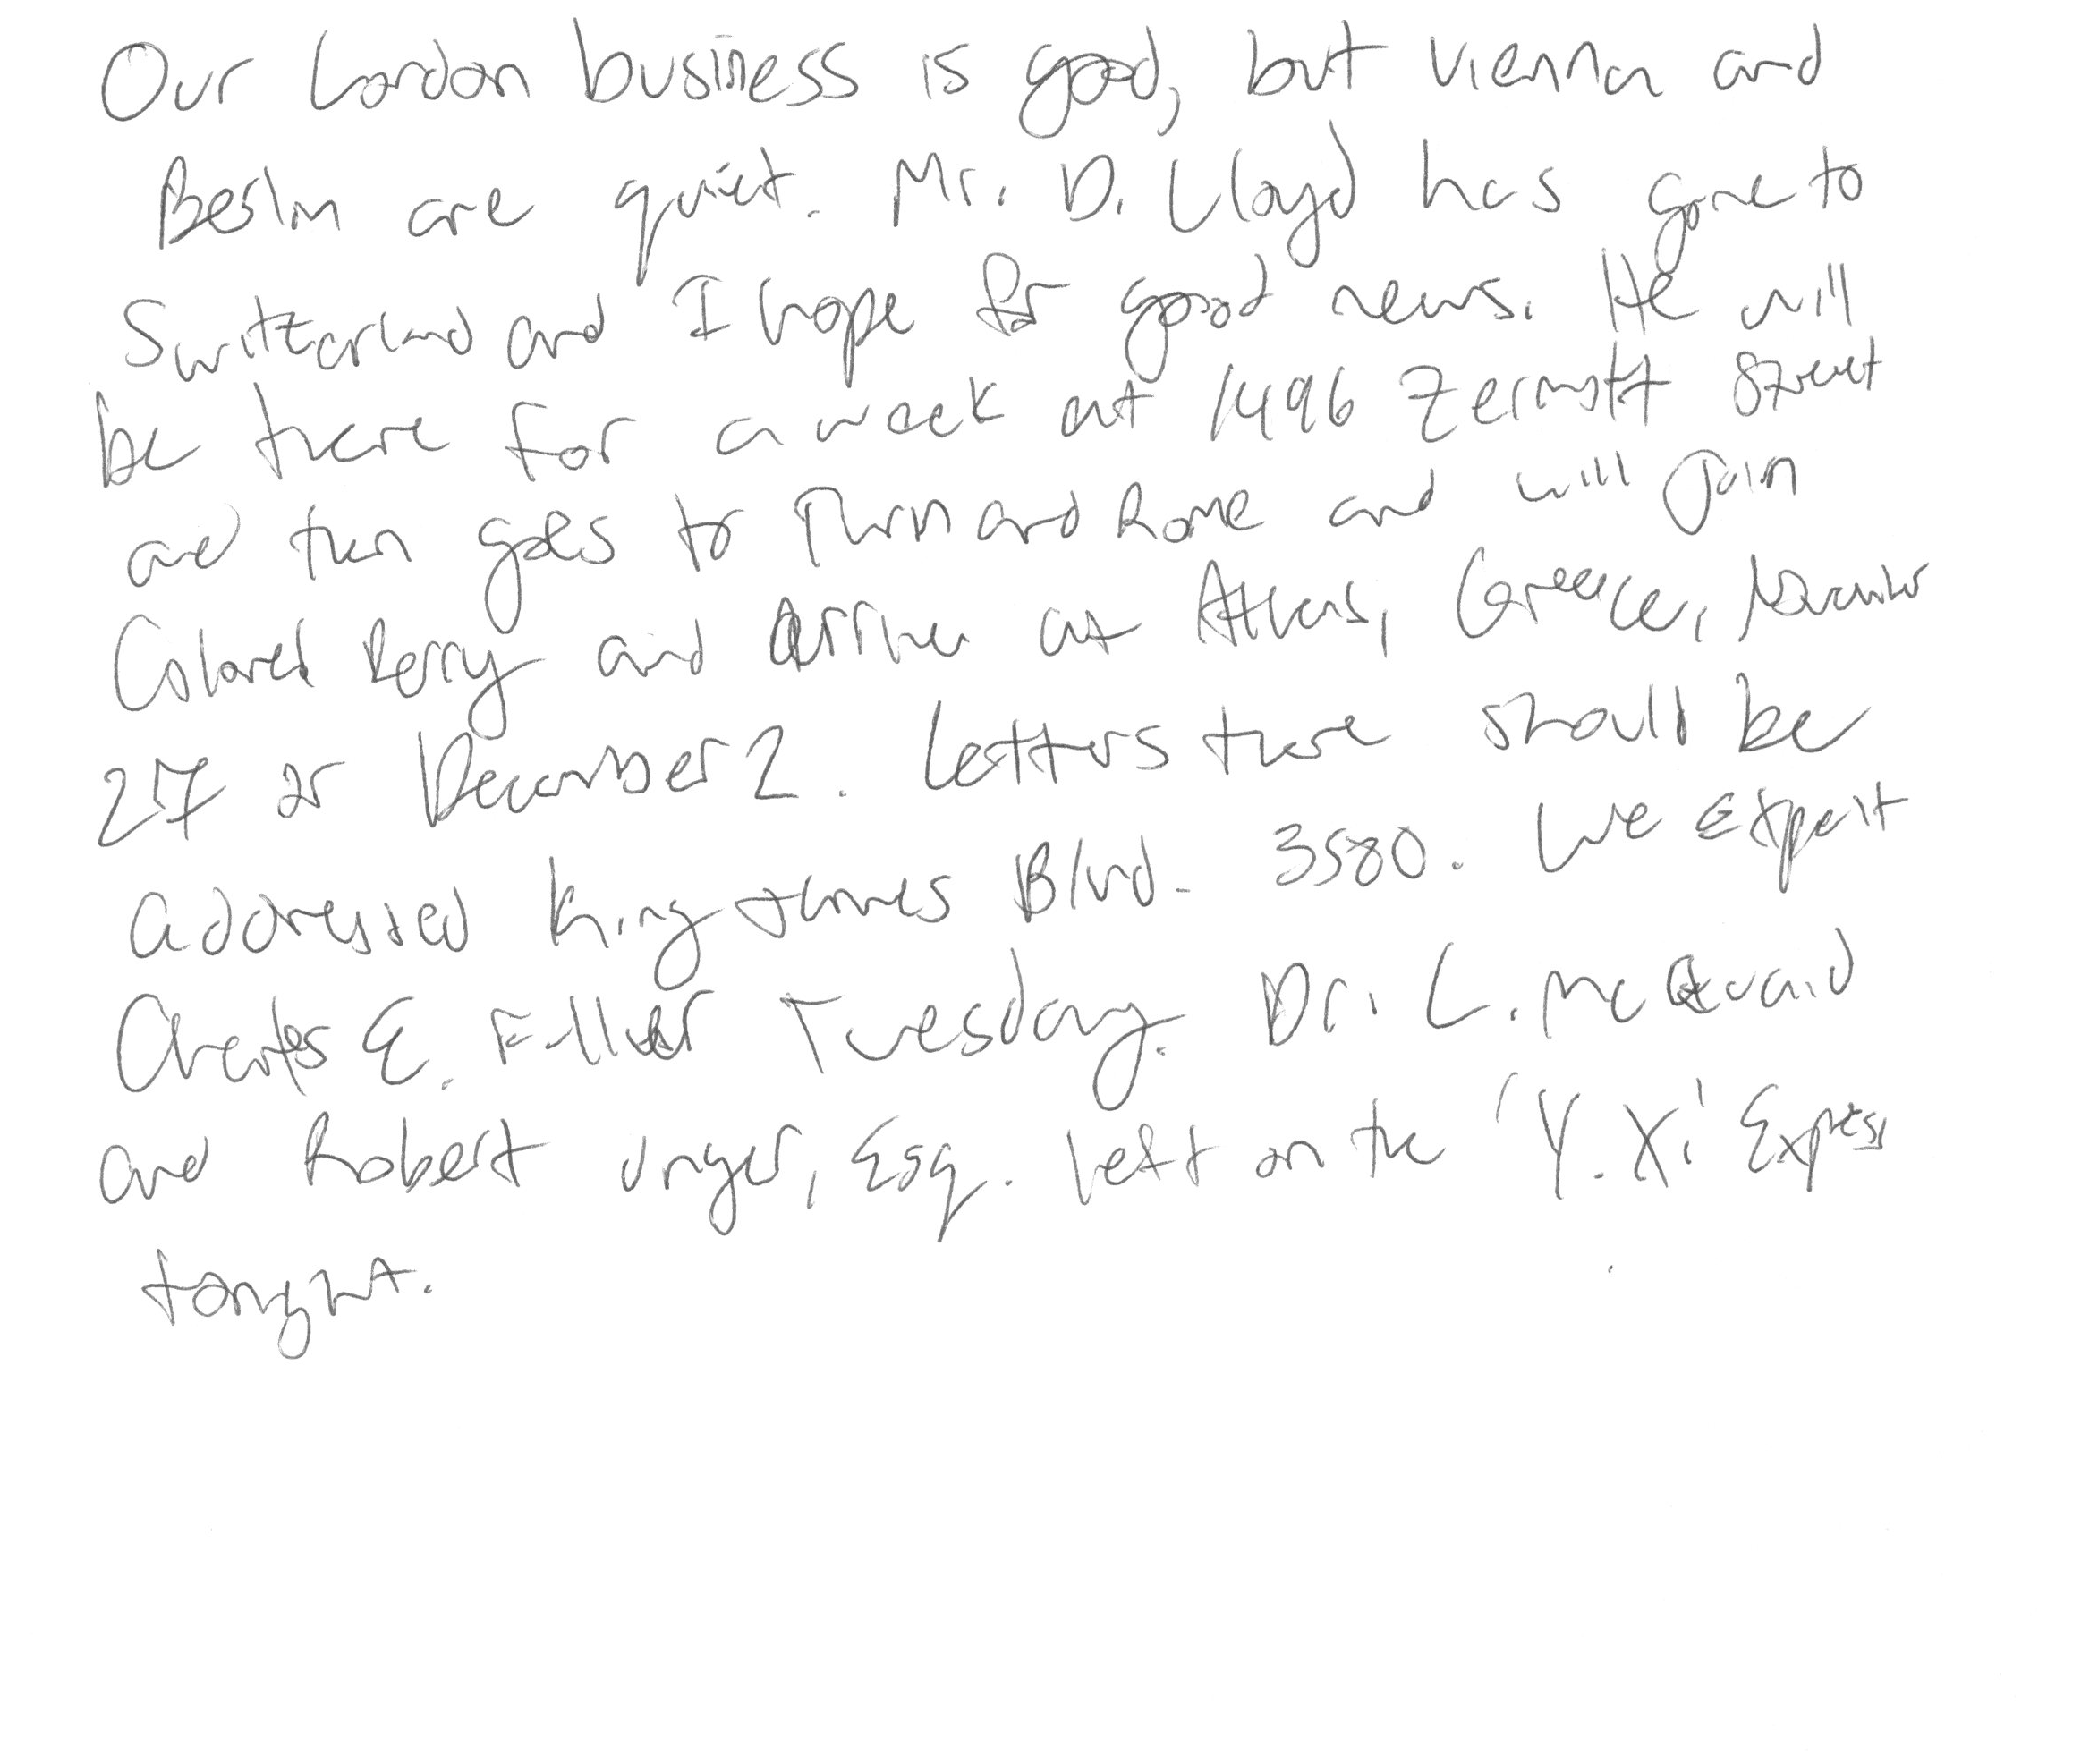 Our London business is good, but Vienna and
Berlin are quiet. Mr. D. Lloyd has gone to
Switzerland and I hope for good news. He will
be there for a week at 1496 Zermott Street
and then goes to Turin and Rome and will join
Colonel Perry and arrive at Athens, Greece, November
27 or December 2. Letters there should be
addressed King James Blvd. 3580. We expect
Charles E. Fuller Tuesday. Dr. L. McQuaid
and Robert Unger, Esq. left on the 'Y.X.' Express
tonight.